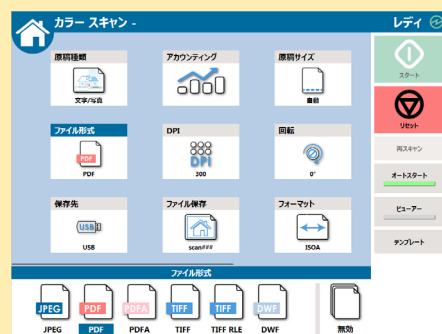 カラー スキャン -
レディ
原稿種類
アカウンティング
原稿サイズ
スタート
文字/写真
自動
ファイル形式
DPI
回転
リセット
PDF
DPI
再スキャン
PDF
300
0°
オートスタート
保存先
ファイル保存
フォーマット
ビューアー
USB
USB
scan###
ISOA
テンプレート
ファイル形式
JPEG
PDF
PDFA
TIFF
TIFF
DWF
JPEG
PDF
PDFA
TIFF
TIFF RLE
DWF
無効